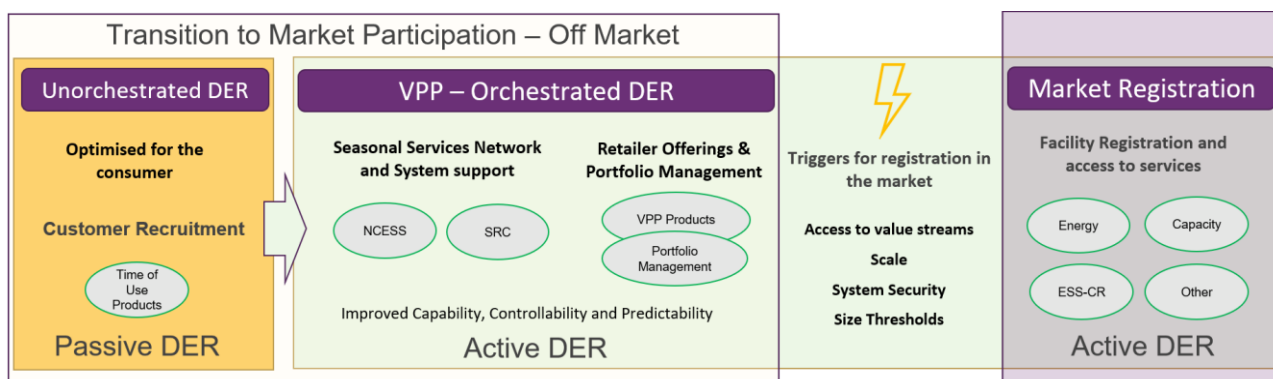 Transition to Market Participation – Off Market
Unorchestrated DER
Optimised for the
consumer
Customer Recruitment
Time of
Use
Products
Passive DER
VPP – Orchestrated DER
Seasonal Services Network
and System support
NCESS
SRC
Retailer Offerings &
Portfolio Management
VPP Products
Portfolio
Management
Improved Capability, Controllability and Predictability
Active DER
Triggers for registration in
the market
Access to value streams
Scale
System Security
Size Thresholds
Market Registration
Facility Registration and
access to services
Energy
Capacity
ESS-CR
Other
Active DER